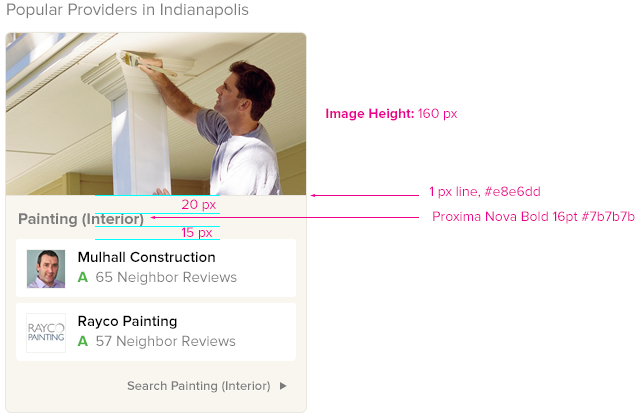 Popular Providers in Indianapolis
Image Height: 160 px
1 px line, #e8e6dd
20 px
Painting (Interior)
Proxima Nova Bold 16pt #7b7b7b
15 px
Mulhall Construction
A 65 Neighbor Reviews
RAYCO
PAINTING
Rayco Painting
A 57 Neighbor Reviews
Search Painting (Interior)